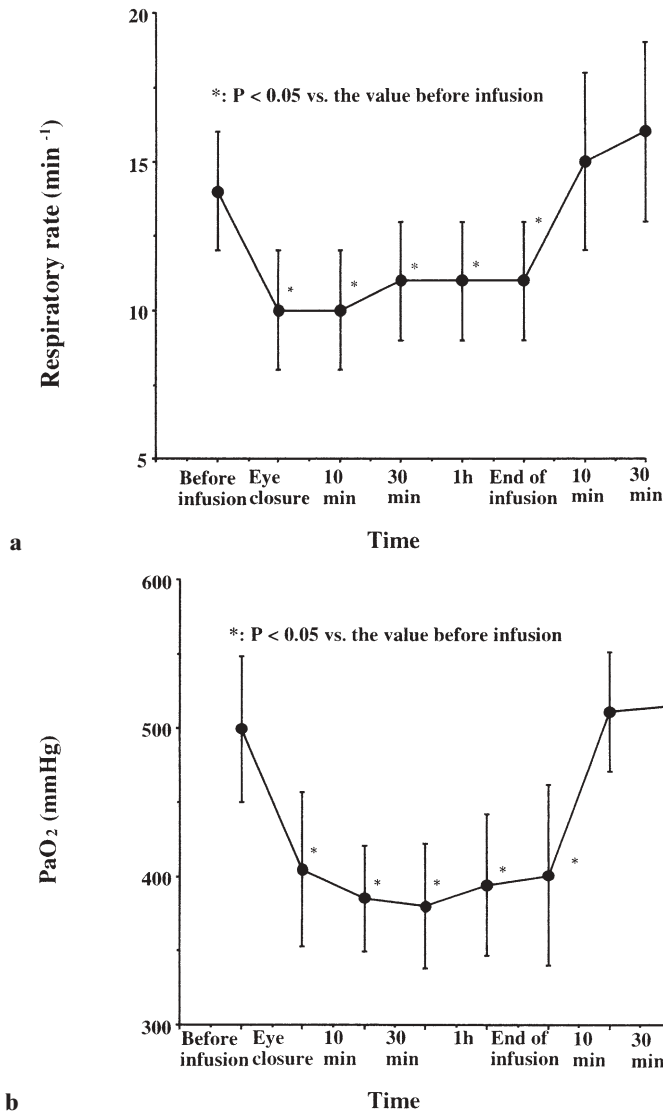 20
*: P < 0.05 vs. the value before infusion
Respiratory rate (min -1)
15
*
*
*
*
*
10
5
Before Eye 10 30 1h End of 10 30
infusion closure min min infusion min min
Time
a
600
*: P < 0.05 vs. the value before infusion
500
PaO2 (mmHg)
*
*
*
*
*
400
300
Before Eye 10 30 1h End of 10 30
infusion closure min min infusion min min
Time
b